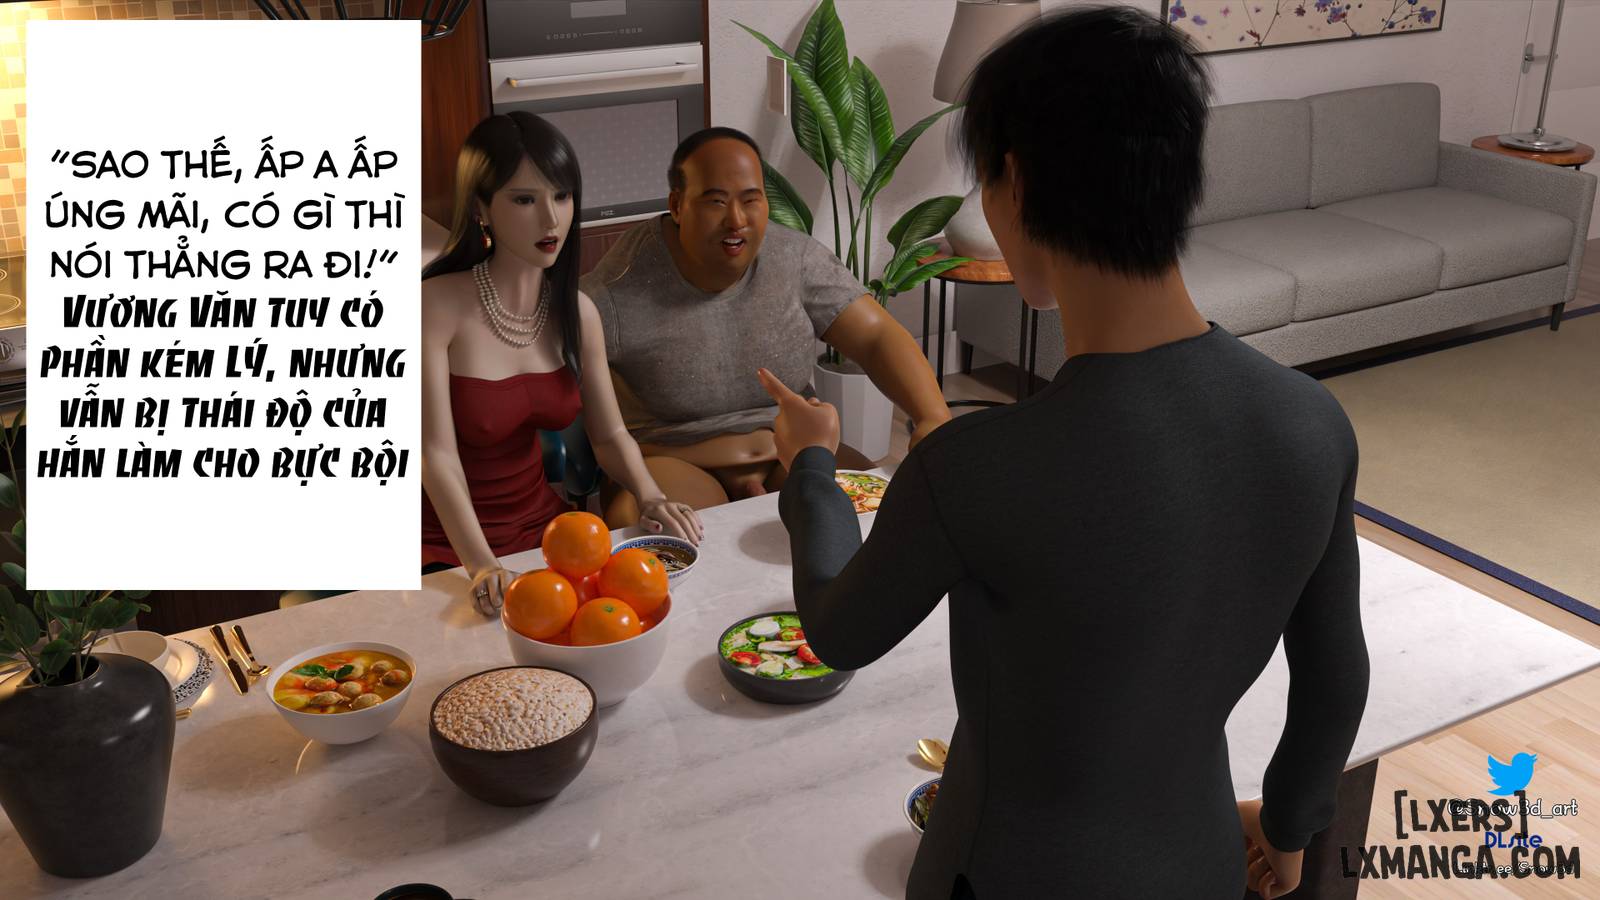 “SAO THẾ, ẤP A ẤP
ÚNG MÃI, CÓ GÌ THÌ
NÓI THẲNG RA ĐI!”
VƯƠNG VĂN TUY CÓ
PHẦN KÉM LÝ, NHƯNG
VẪN BỊ THÁI ĐỘ CỦA
HẮN LÀM CHO BỰC BỘI
@Snow3d_art
[LXERS]
DLsite
LXMANGA.COM